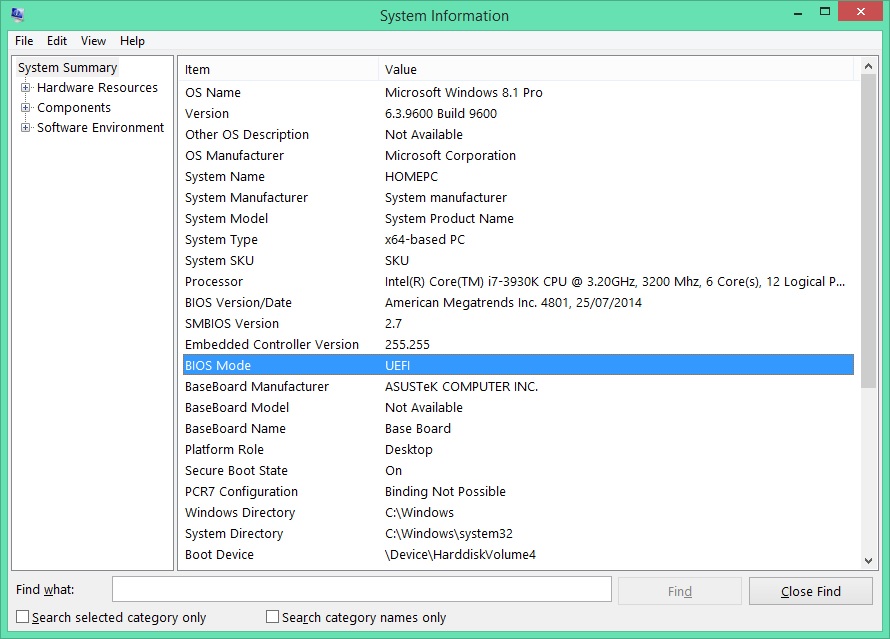 System Information
File Edit View Help
System Summary
Hardware Resources
Components
Software Environment
Item Value
OS Name Microsoft Windows 8.1 Pro
Version 6.3.9600 Build 9600
Other OS Description Not Available
OS Manufacturer Microsoft Corporation
System Name HOMEPC
System Manufacturer System manufacturer
System Model System Product Name
System Type x64-based PC
System SKU SKU
Processor Intel(R) Core(TM) i7-3930K CPU @ 3.20GHz, 3200 Mhz, 6 Core(s), 12 Logical P...
BIOS Version/Date American Megatrends Inc. 4801, 25/07/2014
SMBIOS Version 2.7
Embedded Controller Version 255.255
BIOS Mode UEFI
BaseBoard Manufacturer ASUSTeK COMPUTER INC.
BaseBoard Model Not Available
BaseBoard Name Base Board
Platform Role Desktop
Secure Boot State On
PCR7 Configuration Binding Not Possible
Windows Directory C:\Windows
System Directory C:\Windows\system32
Boot Device \Device\HarddiskVolume4
Find what: Find Close Find
Search selected category only Search category names only